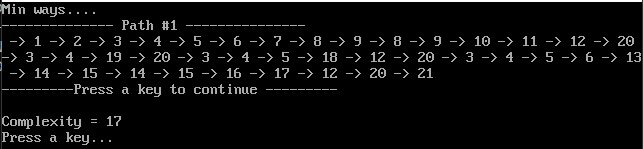 Min ways....
-------------- Path #1 ---------------
-> 1 -> 2 -> 3 -> 4 -> 5 -> 6 -> 7 -> 8 -> 9 -> 8 -> 9 -> 10 -> 11 -> 12 -> 20
-> 3 -> 4 -> 19 -> 20 -> 3 -> 4 -> 5 -> 18 -> 12 -> 20 -> 3 -> 4 -> 5 -> 6 -> 13
-> 14 -> 15 -> 14 -> 15 -> 16 -> 17 -> 12 -> 20 -> 21
---------Press a key to continue ---------
Complexity = 17
Press a key...